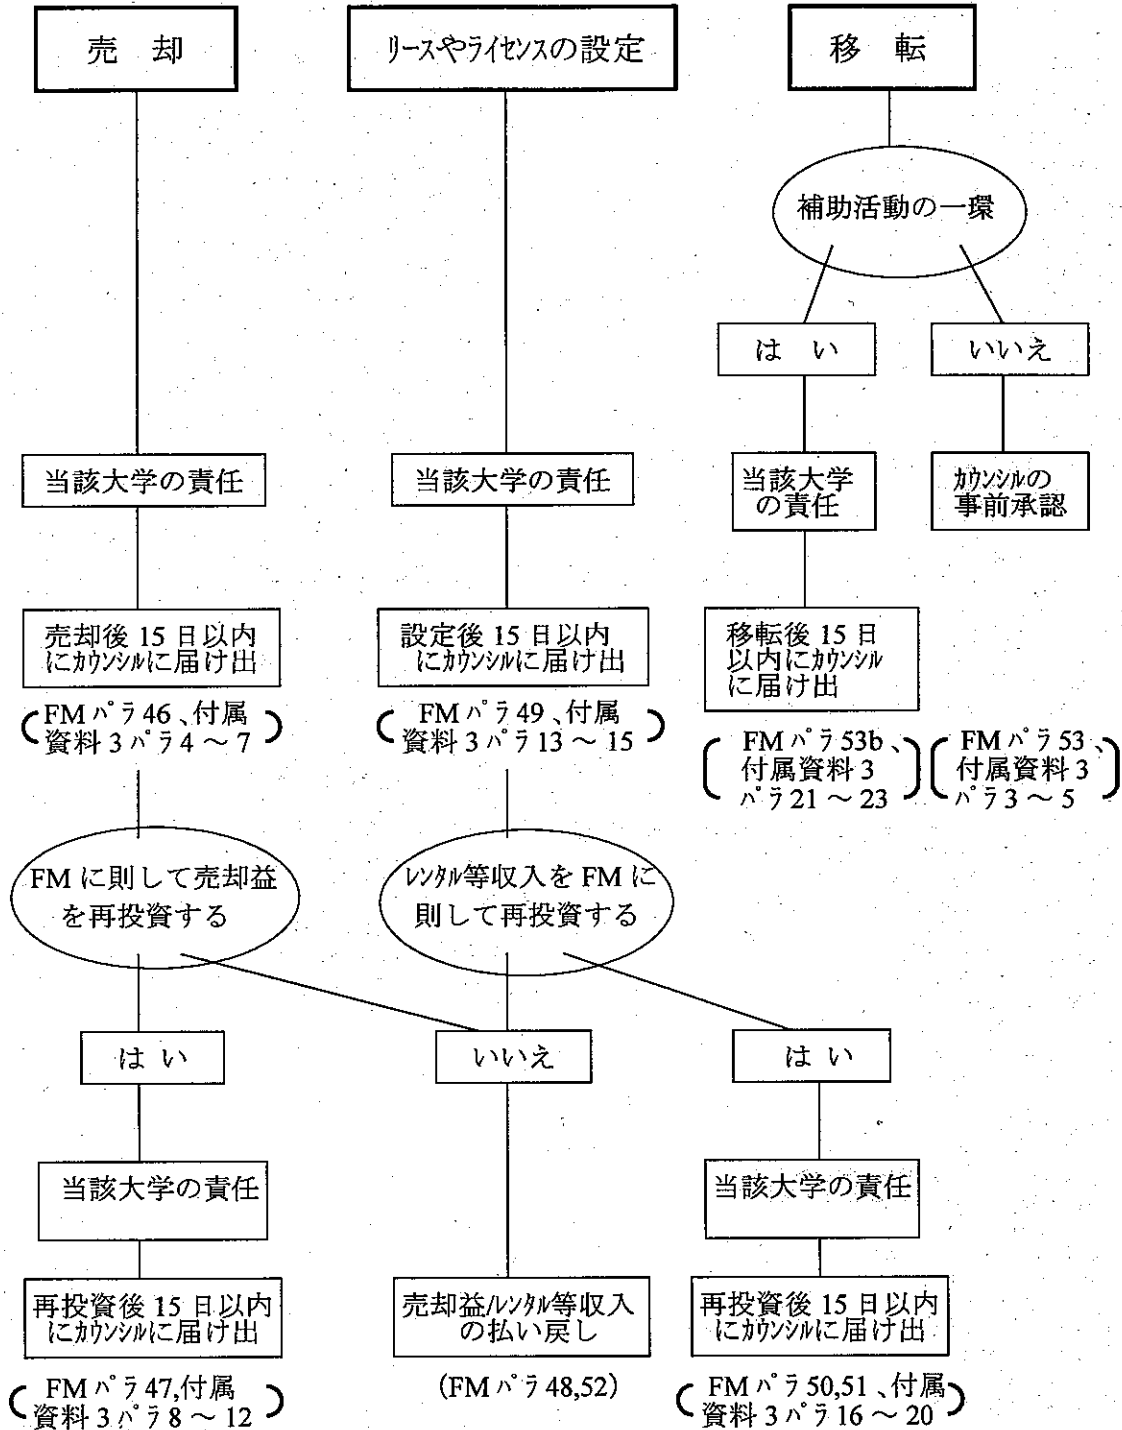 売 却
リースやライセンスの設定
移 転
補助活動の一環
は い
いいえ
当該大学の責任
当該大学の責任
当該大学
の責任
カウンシルの
事前承認
売却後 15 日以内
にカウンシルに届け出
設定後 15 日以内
にカウンシルに届け出
移転後 15 日
以内にカウンシル
に届け出
(FM パラ 46 、付属
資料 3 パラ 4 ～ 7)
(FM パラ 49 、付属
資料 3 パラ 13 ～ 15)
(FM パラ 53b 、
付属資料 3
パラ 21 ～ 23)
(FM パラ 53 、
付属資料 3
パラ 3 ～ 5)
FM に則して売却益
を再投資する
レンタル等収入を FM に
則して再投資する
は い
いいえ
は い
当該大学の責任
当該大学の責任
再投資後 15 日以内
にカウンシルに届け出
売却益/レンタル等収入
の払い戻し
再投資後 15 日以内
にカウンシルに届け出
(FM パラ 47,付属
資料 3 パラ 8 ～ 12)
(FM パラ 48,52)
(FM パラ 50,51 、付属
資料 3 パラ 16 ～ 20)